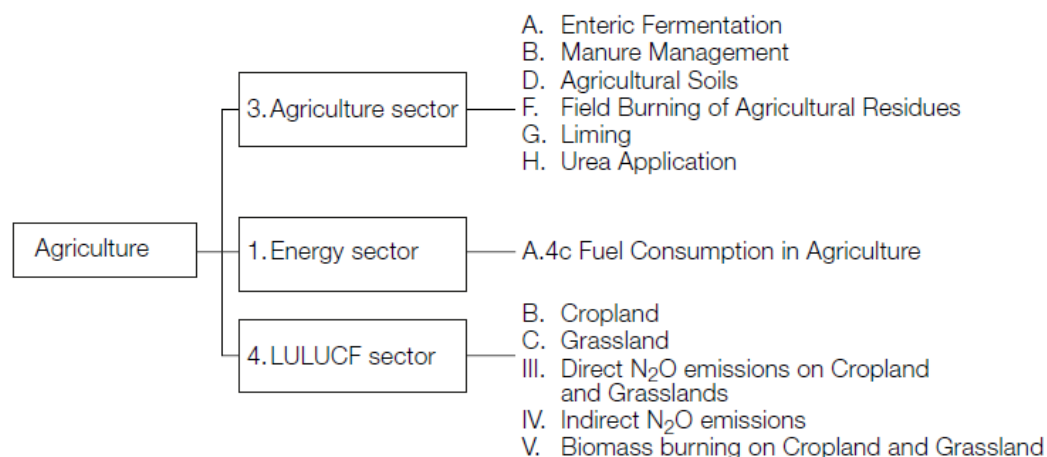 A. Enteric Fermentation
B. Manure Management
D. Agricultural Soils
F. Field Burning of Agricultural Residues
G. Liming
H. Urea Application
3. Agriculture sector
Agriculture
1. Energy sector
A.4c Fuel Consumption in Agriculture
4. LULUCF sector
B. Cropland
C. Grassland
III. Direct N₂O emissions on Cropland
and Grasslands
IV. Indirect N₂O emissions
V. Biomass burning on Cropland and Grassland